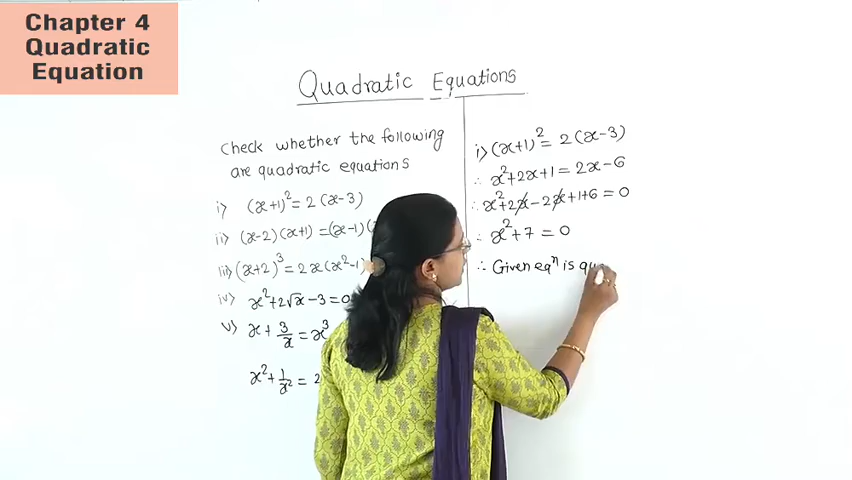 Chapter 4
Quadratic
Equation
Quadratic Equations
Check whether the following
are quadratic equations
i) (x+1)² = 2(x-3)
ii) (x-2)(x+1) = (x-1)(
iii) (x+2)³ = 2x(x²-1)
iv) x²+2√x-3=0
v) x+3/x = x³
x²+1/x² = 2
i) (x+1)² = 2(x-3)
∴ x²+2x+1 = 2x-6
∴ x²+2x-2x+1+6 = 0
∴ x²+7 = 0
∴ Given eqⁿ is qu